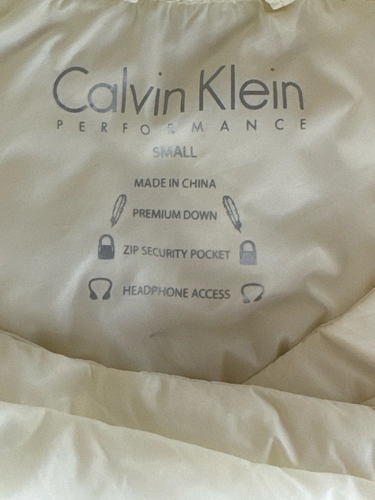 Calvin Klein
PERFORMANCE
SMALL
MADE IN CHINA
PREMIUM DOWN
ZIP SECURITY POCKET
HEADPHONE ACCESS